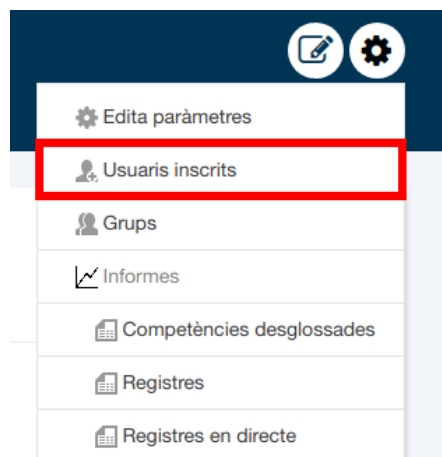 Edita paràmetres
Usuaris inscrits
Grups
Informes
Competències desglossades
Registres
Registres en directe